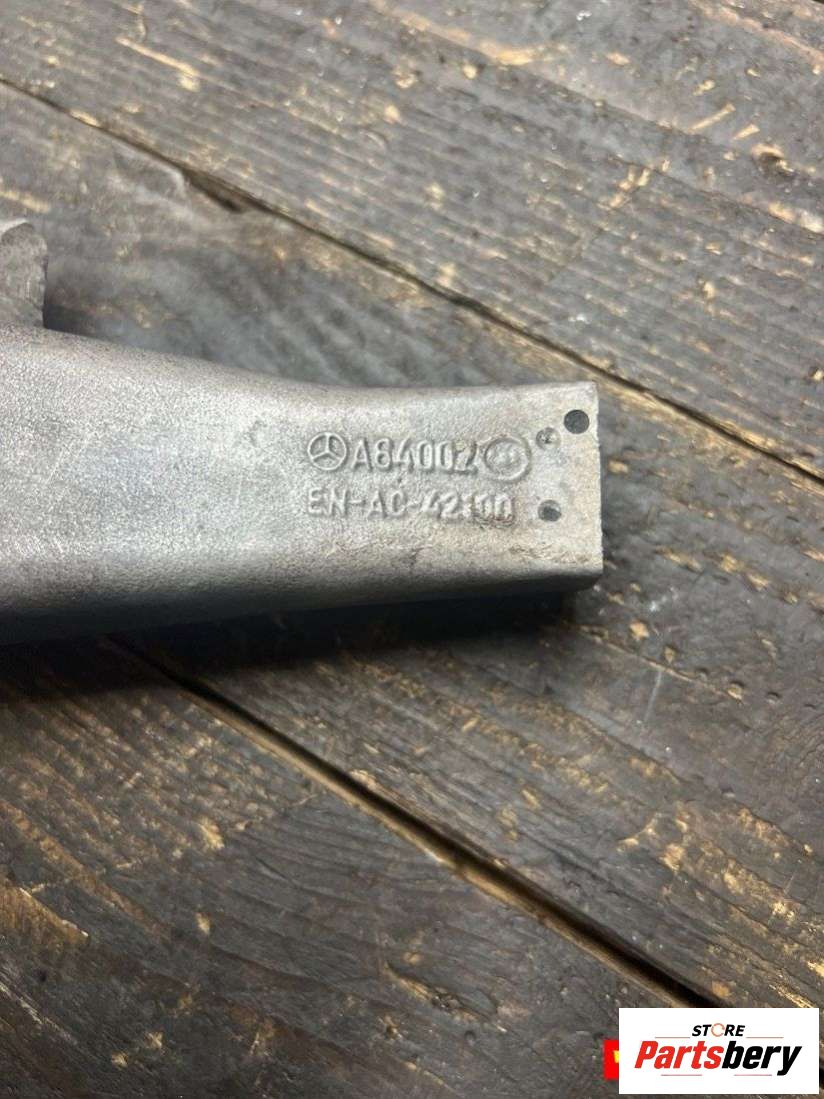 A84002
EN-AC-42100
STORE
Partsbery